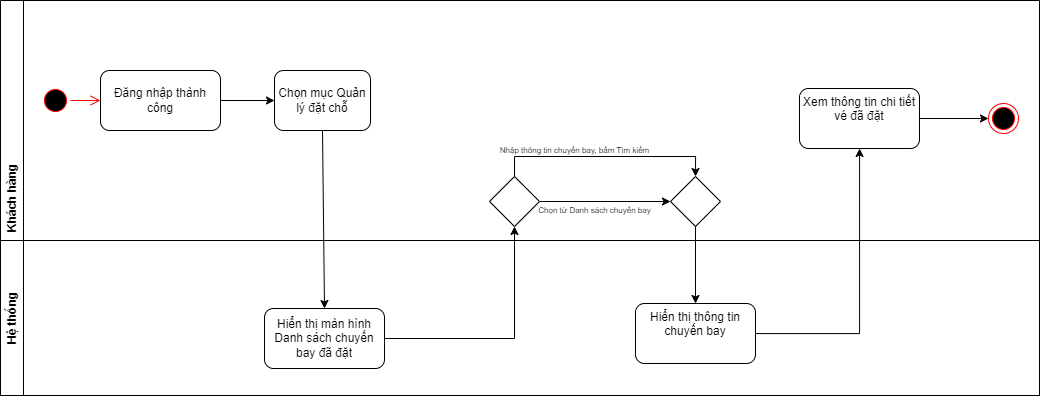 Khách hàng
Đăng nhập thành
công
Chọn mục Quản
lý đặt chỗ
Nhập thông tin chuyến bay, bấm Tìm kiếm
Chọn từ Danh sách chuyến bay
Xem thông tin chi tiết
vé đã đặt
Hệ thống
Hiển thị màn hình
Danh sách chuyến
bay đã đặt
Hiển thị thông tin
chuyến bay